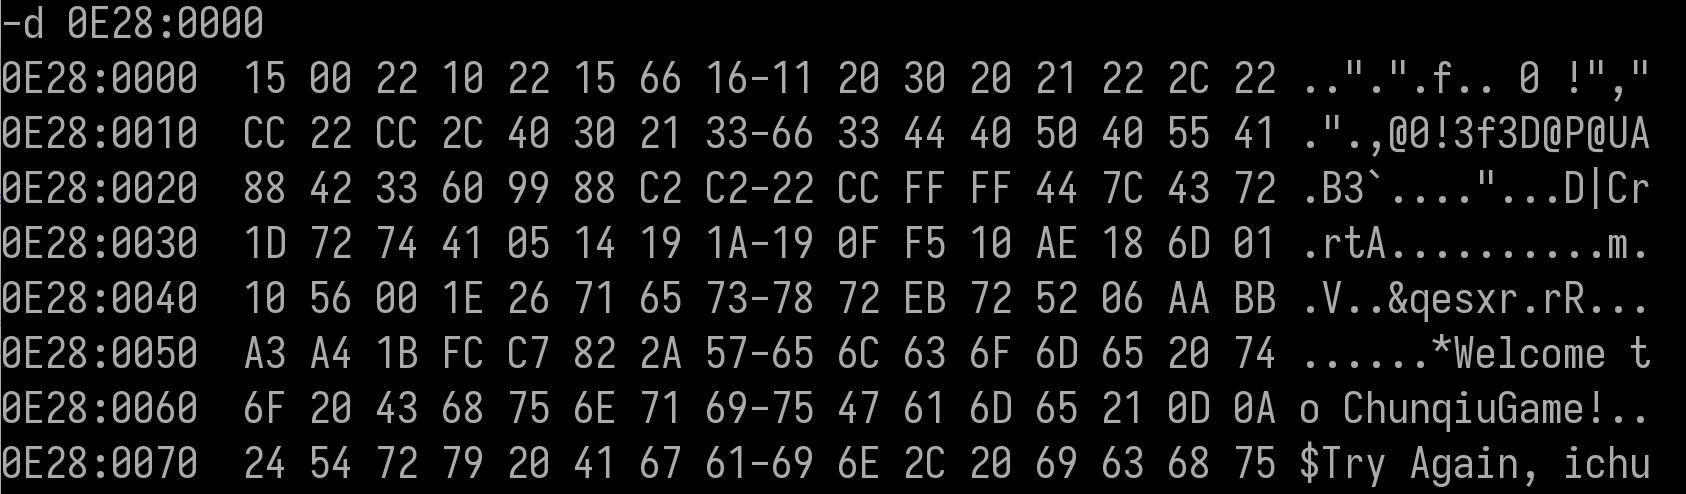 -d 0E28:0000
0E28:0000  15 00 22 10 22 15 66 16-11 20 30 20 21 22 2C 22 ..".".f.. 0 !","
0E28:0010  CC 22 CC 2C 40 30 21 33-66 33 44 40 50 40 55 41 .".,@0!3f3D@P@UA
0E28:0020  88 42 33 60 99 88 C2 C2-22 CC FF FF 44 7C 43 72 .B3`...."...D|Cr
0E28:0030  1D 72 74 41 05 14 19 1A-19 0F F5 10 AE 18 6D 01 .rtA..........m.
0E28:0040  10 56 00 1E 26 71 65 73-78 72 EB 72 52 06 AA BB .V..&qesxr.rR...
0E28:0050  A3 A4 1B FC C7 82 2A 57-65 6C 63 6F 6D 65 20 74 ......*Welcome t
0E28:0060  6F 20 43 68 75 6E 71 69-75 47 61 6D 65 21 0D 0A o ChunqiuGame!..
0E28:0070  24 54 72 79 20 41 67 61-69 6E 2C 20 69 63 68 75 $Try Again, ichu